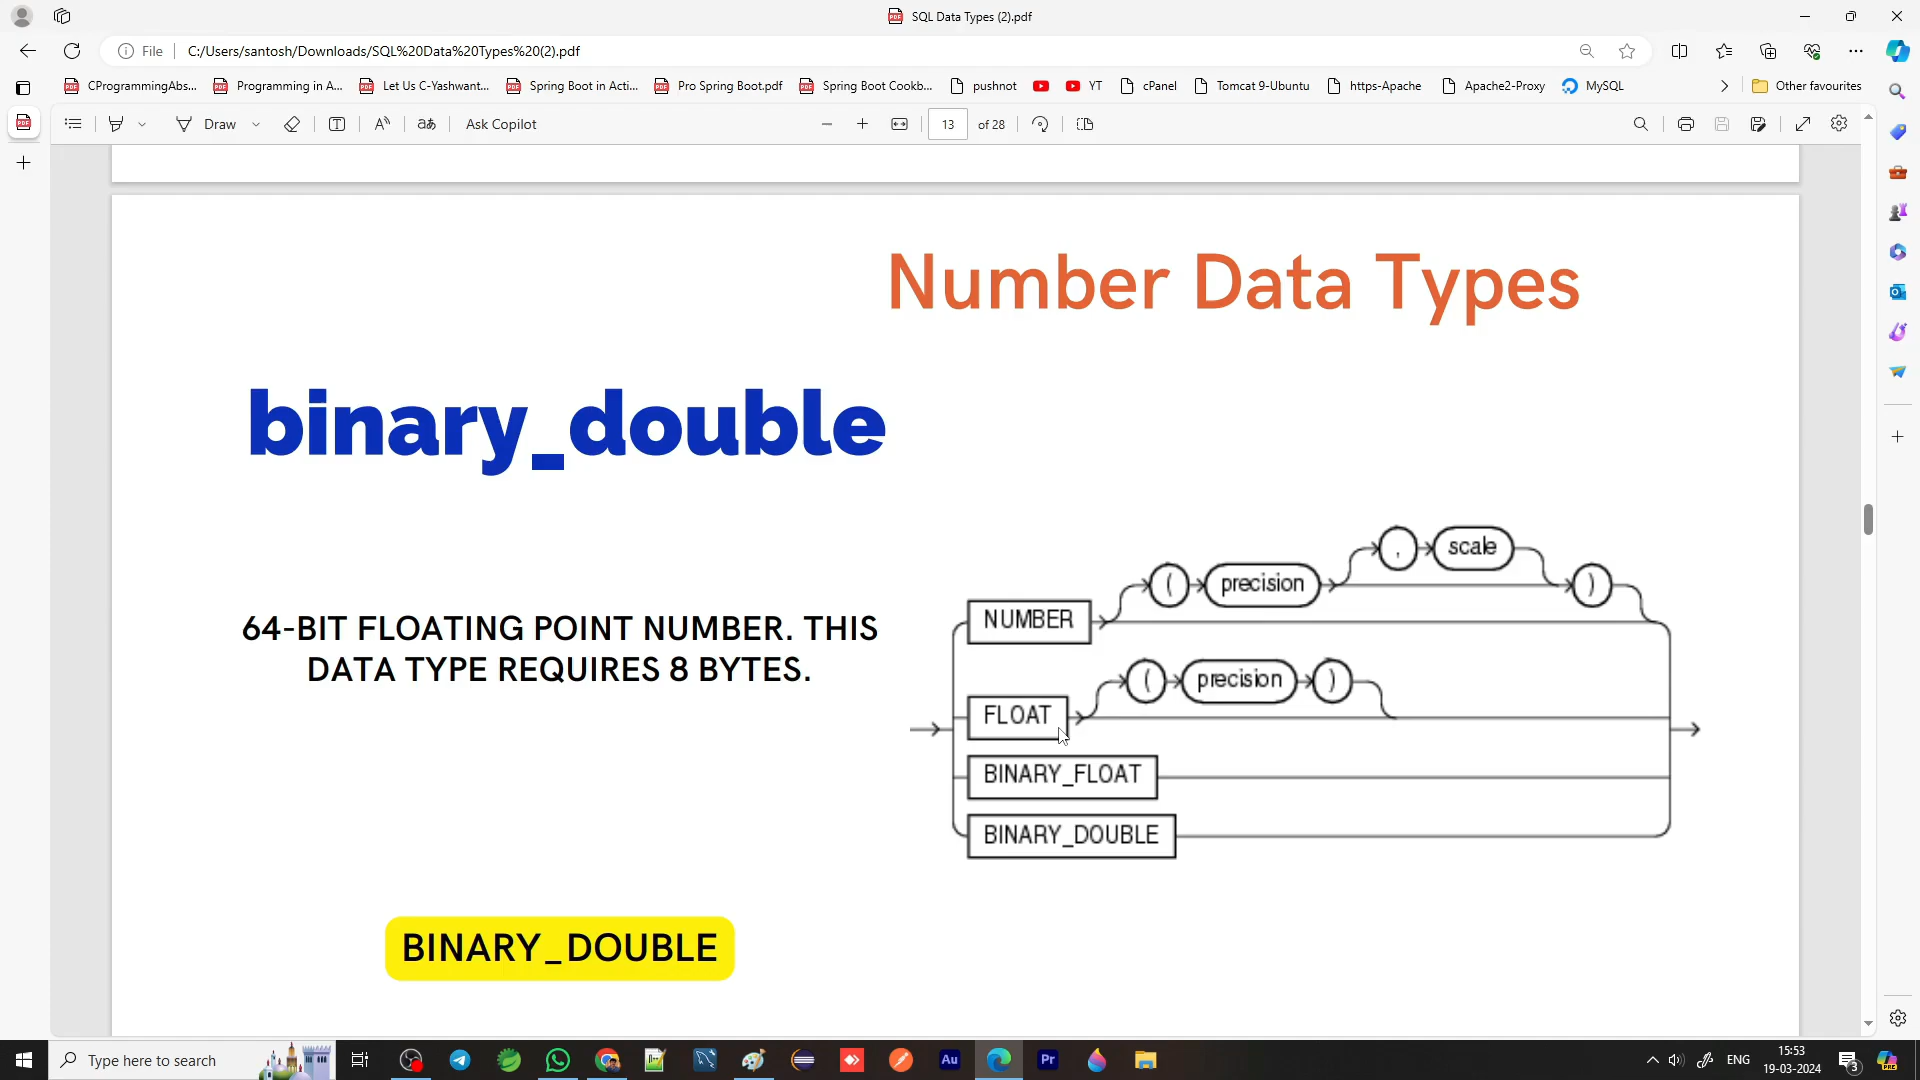 SQL Data Types (2).pdf
File
C:/Users/santosh/Downloads/SQL%20Data%20Types%20(2).pdf
CProgrammingAbs...
Programming in A...
Let Us C-Yashwant...
Spring Boot in Acti...
Pro Spring Boot.pdf
Spring Boot Cookb...
pushnot
YT
cPanel
Tomcat 9-Ubuntu
https-Apache
Apache2-Proxy
MySQL
Other favourites
Draw
Ask Copilot
13
of 28
Number Data Types
binary_double
64-BIT FLOATING POINT NUMBER. THIS
DATA TYPE REQUIRES 8 BYTES.
, scale
( precision )
NUMBER
( precision )
FLOAT
BINARY_FLOAT
BINARY_DOUBLE
BINARY_DOUBLE
Type here to search
Au
Pr
ENG
15:53
19-03-2024
3